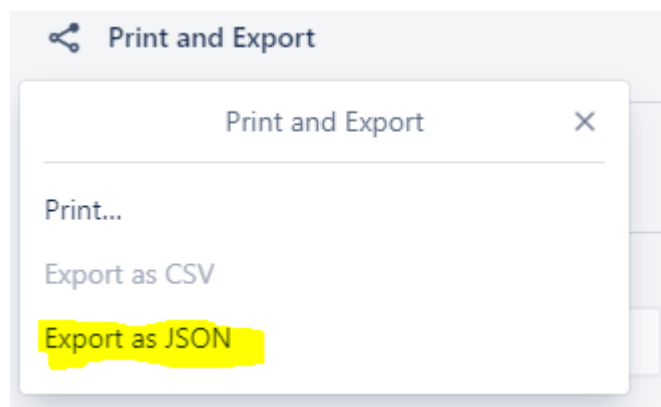 Print and Export
Print and Export
Print...
Export as CSV
Export as JSON